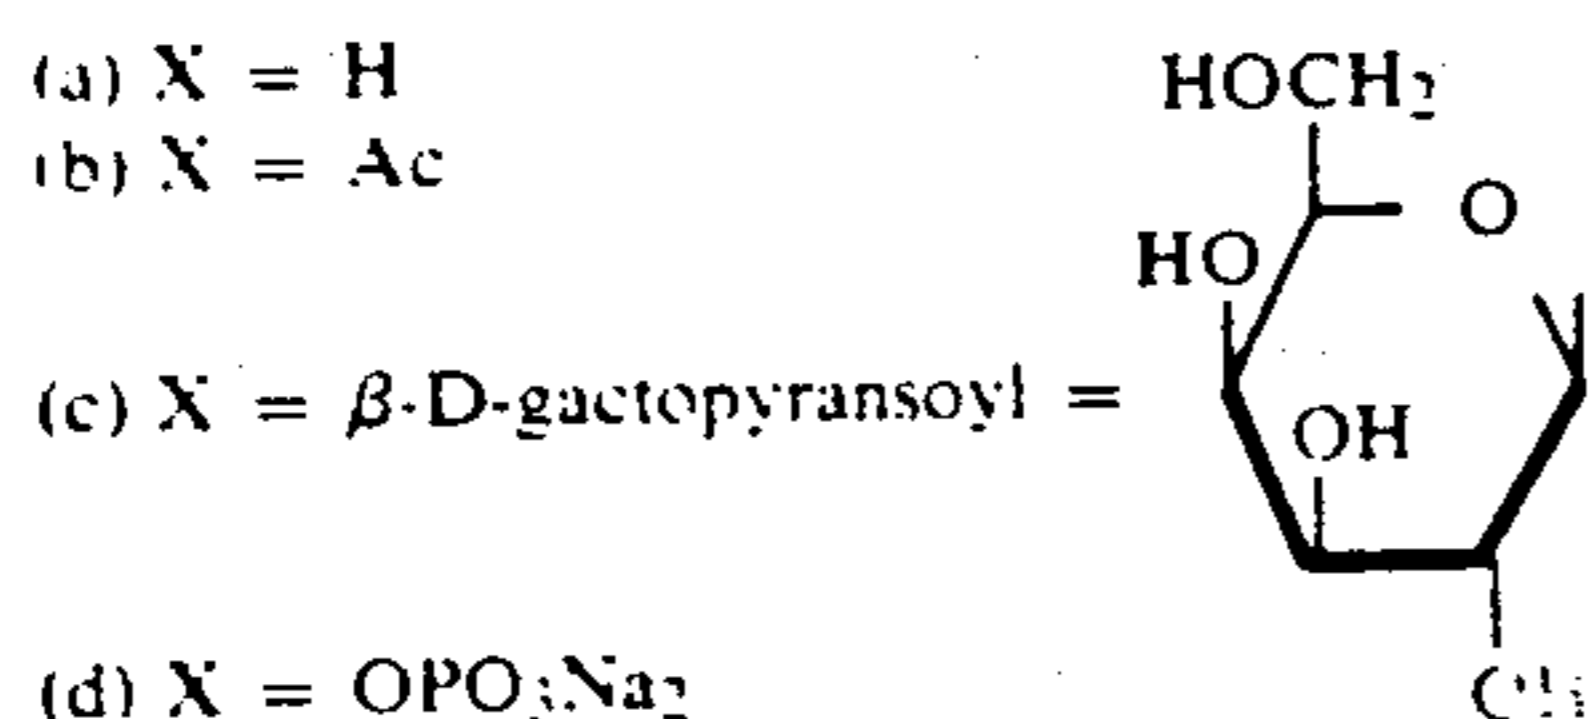 (a) X = H
(b) X = Ac
HOCH₂
O
HO
(c) X = β-D-gactopyransoyl =
OH
(d) X = OPO₃Na₂